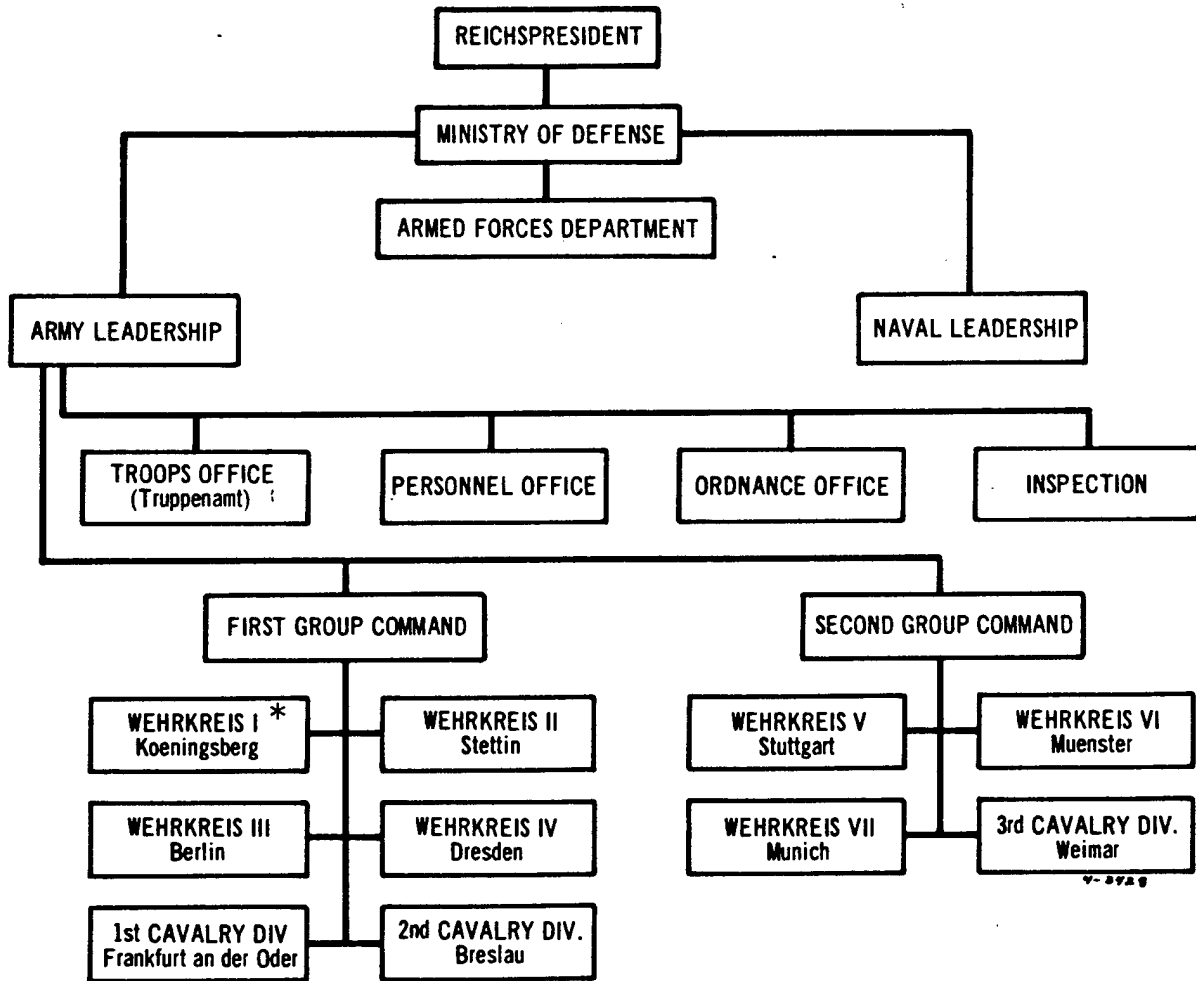 REICHSPRESIDENT
MINISTRY OF DEFENSE
ARMED FORCES DEPARTMENT
ARMY LEADERSHIP
NAVAL LEADERSHIP
TROOPS OFFICE
(Truppenamt)
PERSONNEL OFFICE
ORDNANCE OFFICE
INSPECTION
FIRST GROUP COMMAND
SECOND GROUP COMMAND
WEHRKREIS I *
Koeningsberg
WEHRKREIS II
Stettin
WEHRKREIS V
Stuttgart
WEHRKREIS VI
Muenster
WEHRKREIS III
Berlin
WEHRKREIS IV
Dresden
WEHRKREIS VII
Munich
3rd CAVALRY DIV.
Weimar
1st CAVALRY DIV
Frankfurt an der Oder
2nd CAVALRY DIV.
Breslau